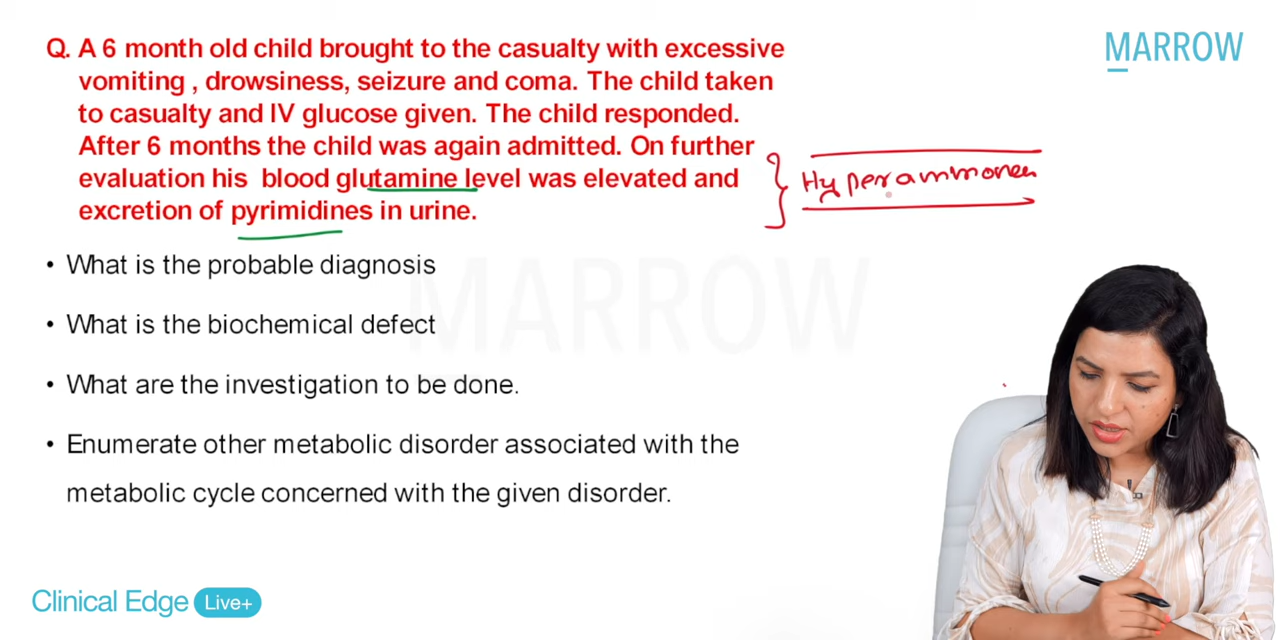 MARROW
Q. A 6 month old child brought to the casualty with excessive
vomiting , drowsiness, seizure and coma. The child taken
to casualty and IV glucose given. The child responded.
After 6 months the child was again admitted. On further
evaluation his blood glutamine level was elevated and
excretion of pyrimidines in urine.
Hyperammonem
• What is the probable diagnosis
• What is the biochemical defect
• What are the investigation to be done.
• Enumerate other metabolic disorder associated with the
metabolic cycle concerned with the given disorder.
MARROW
Clinical Edge Live+